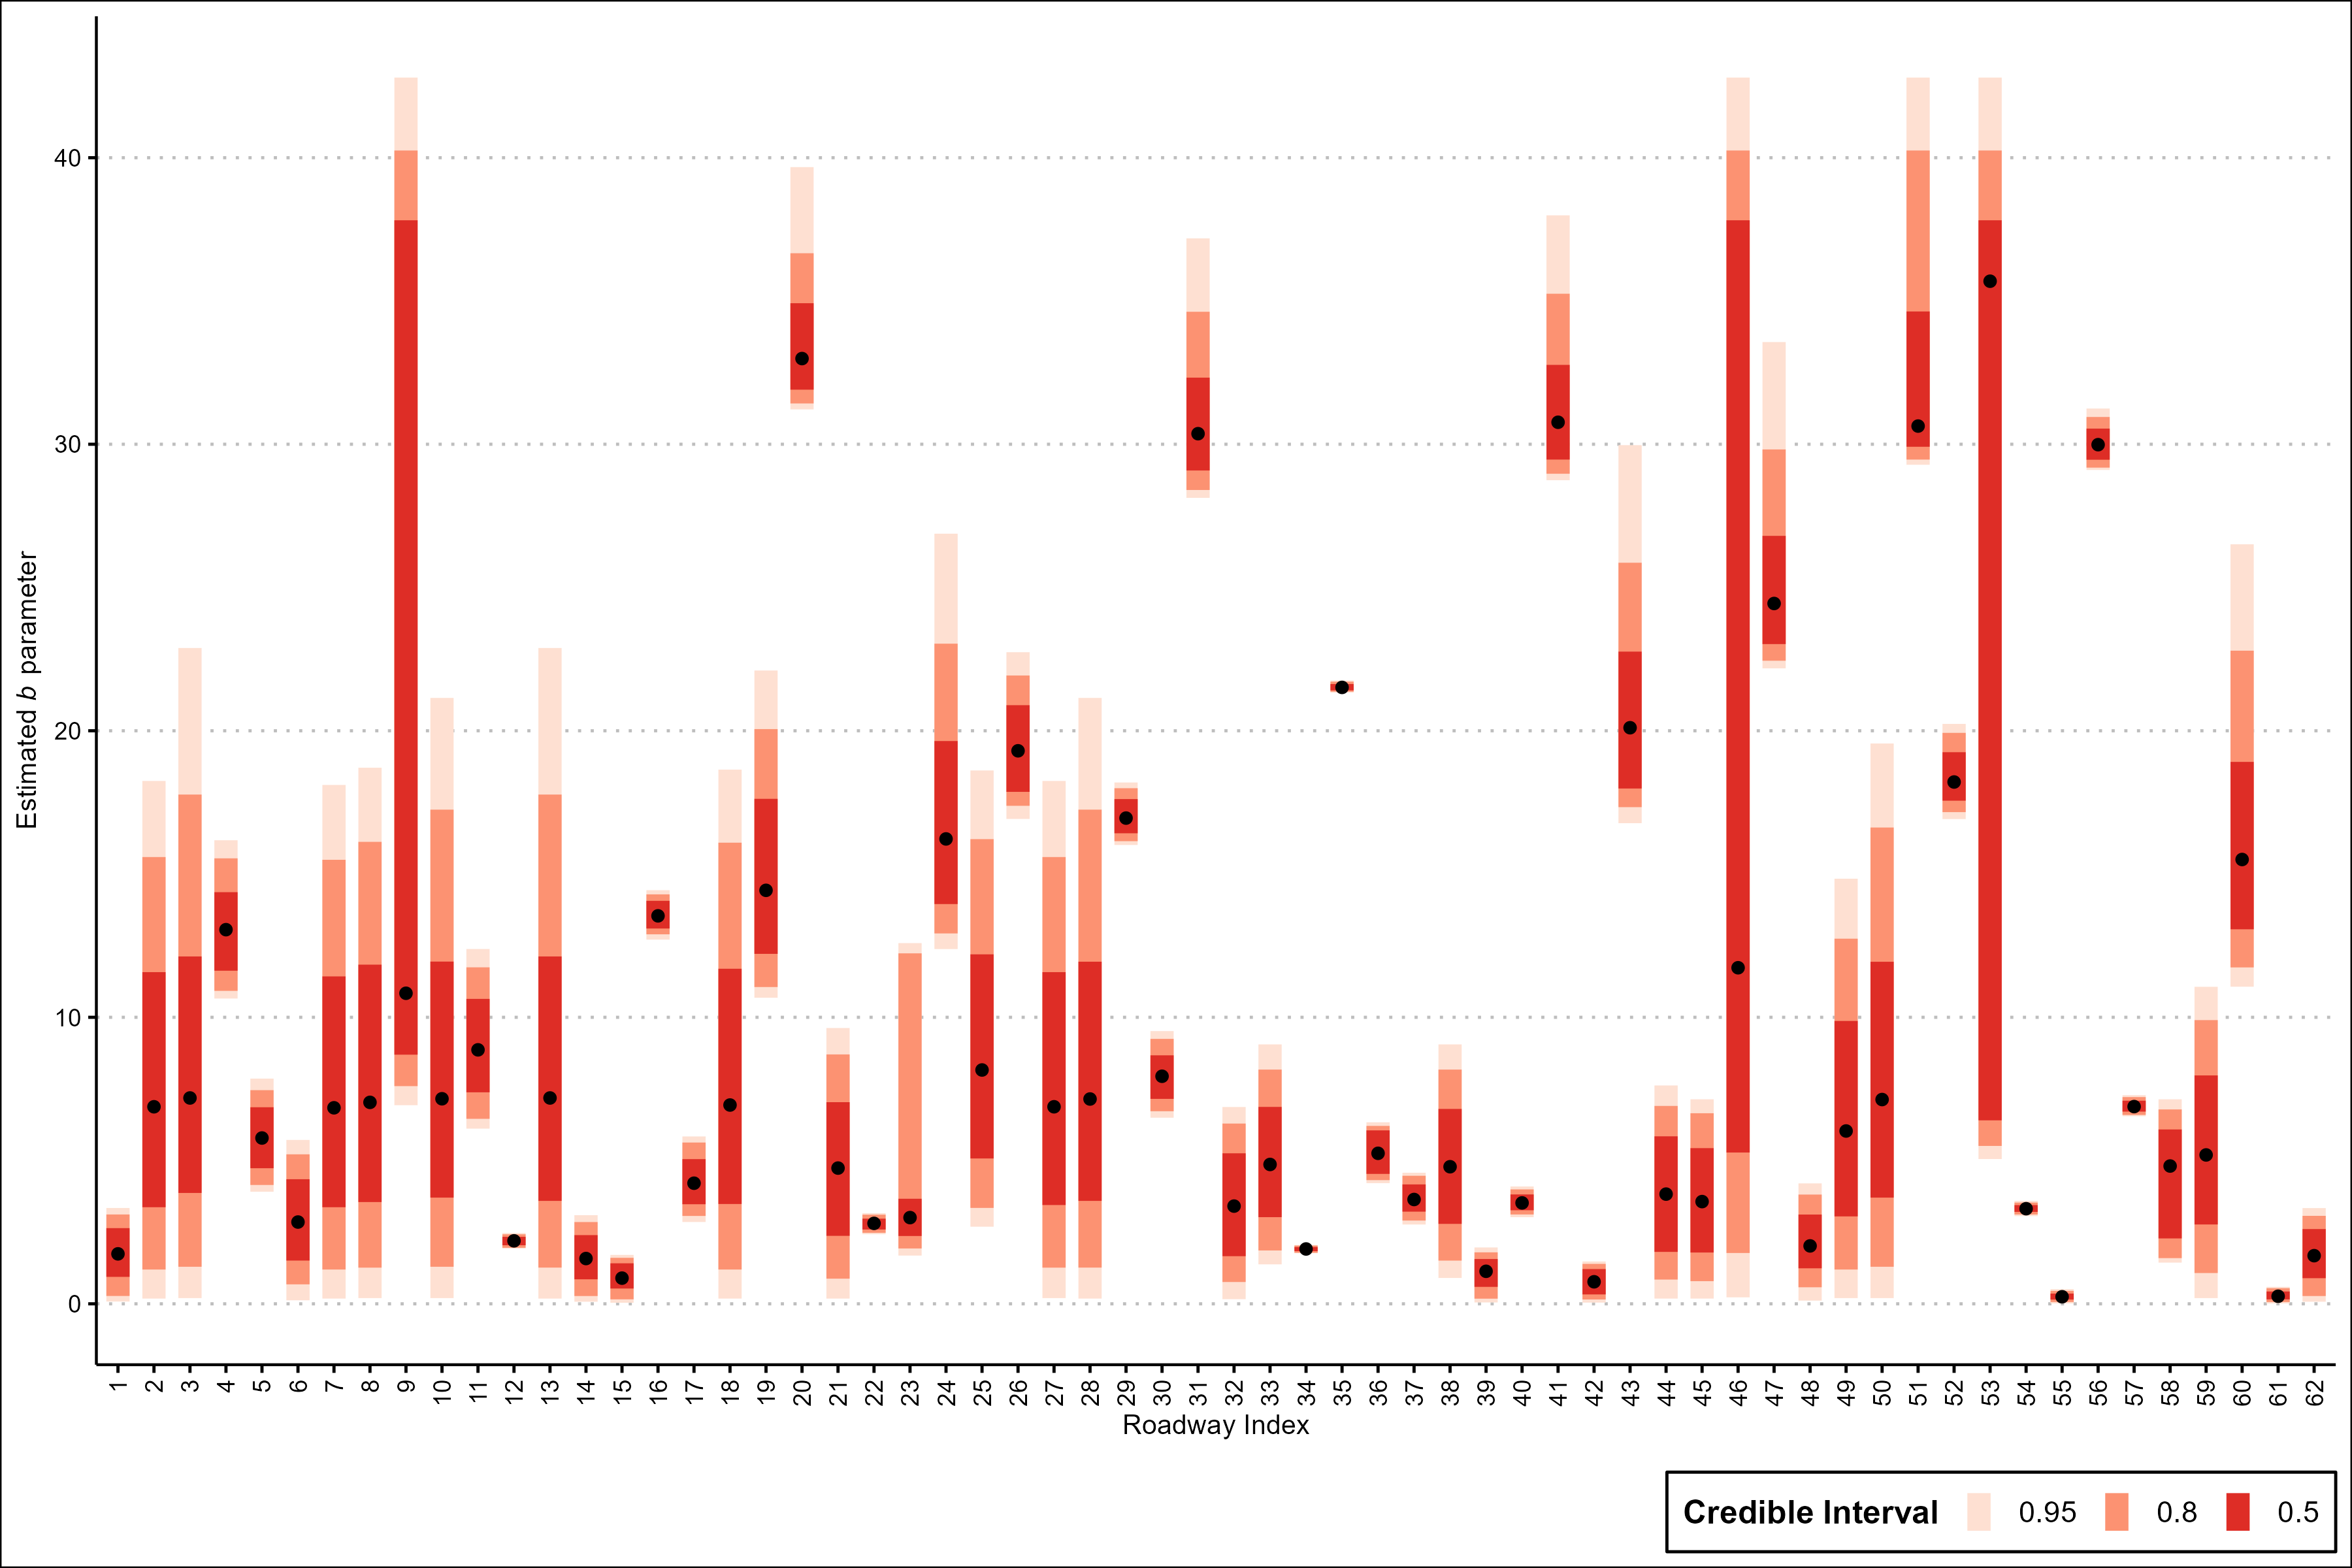 Estimated b parameter
40
30
20
10
0
1 2 3 4 5 6 7 8 9 10 11 12 13 14 15 16 17 18 19 20 21 22 23 24 25 26 27 28 29 30 31 32 33 34 35 36 37 38 39 40 41 42 43 44 45 46 47 48 49 50 51 52 53 54 55 56 57 58 59 60 61 62
Roadway Index
Credible Interval 0.95 0.8 0.5